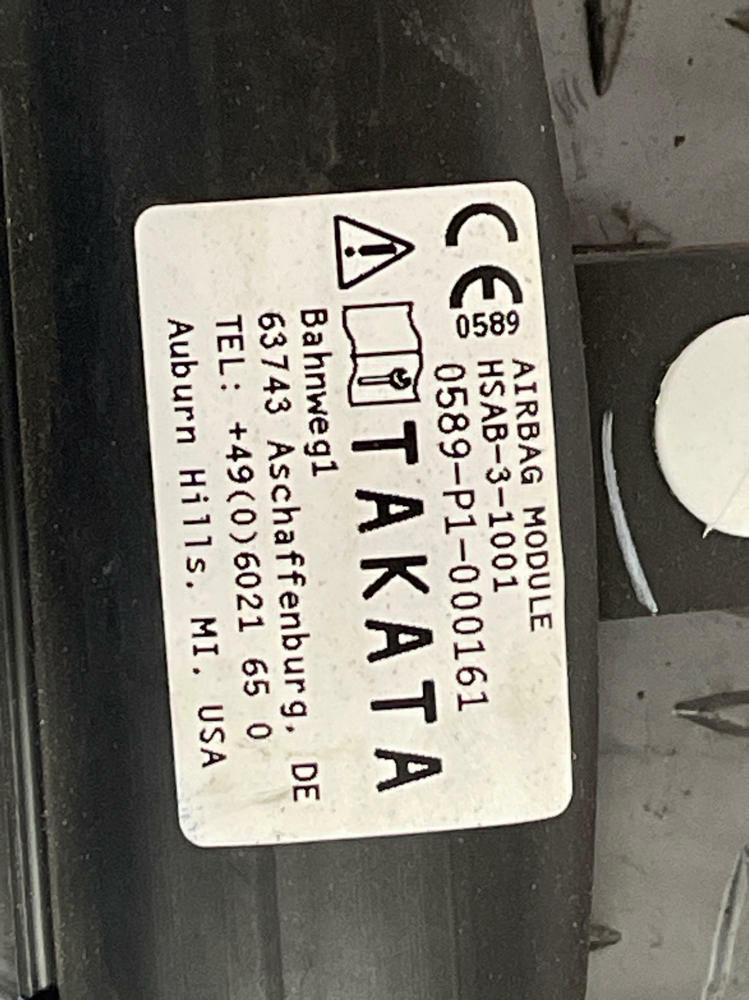 CE
0589
AIRBAG MODULE
HSAB-3-1001
0589-P1-000161
TAKATA
Bahnweg1
63743 Aschaffenburg, DE
TEL: +49(0)6021 65 0
Auburn Hills, MI, USA